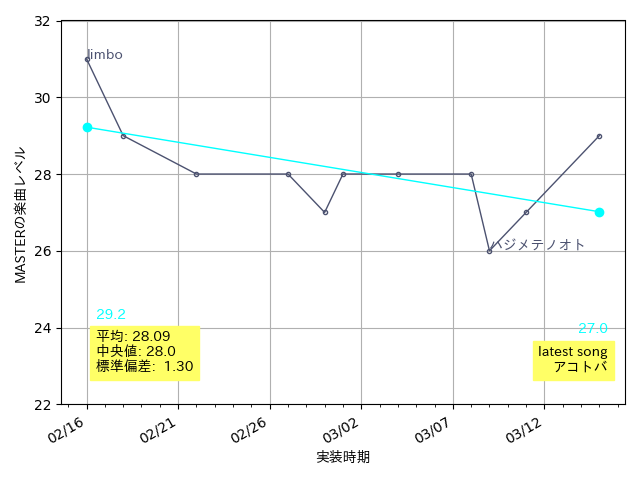 32
30
28
26
24
22
MASTERの楽曲レベル
limbo
ハジメテノオト
29.2
平均: 28.09
中央値: 28.0
標準偏差: 1.30
27.0
latest song
アコトバ
02/16
02/21
02/26
03/02
03/07
03/12
実装時期